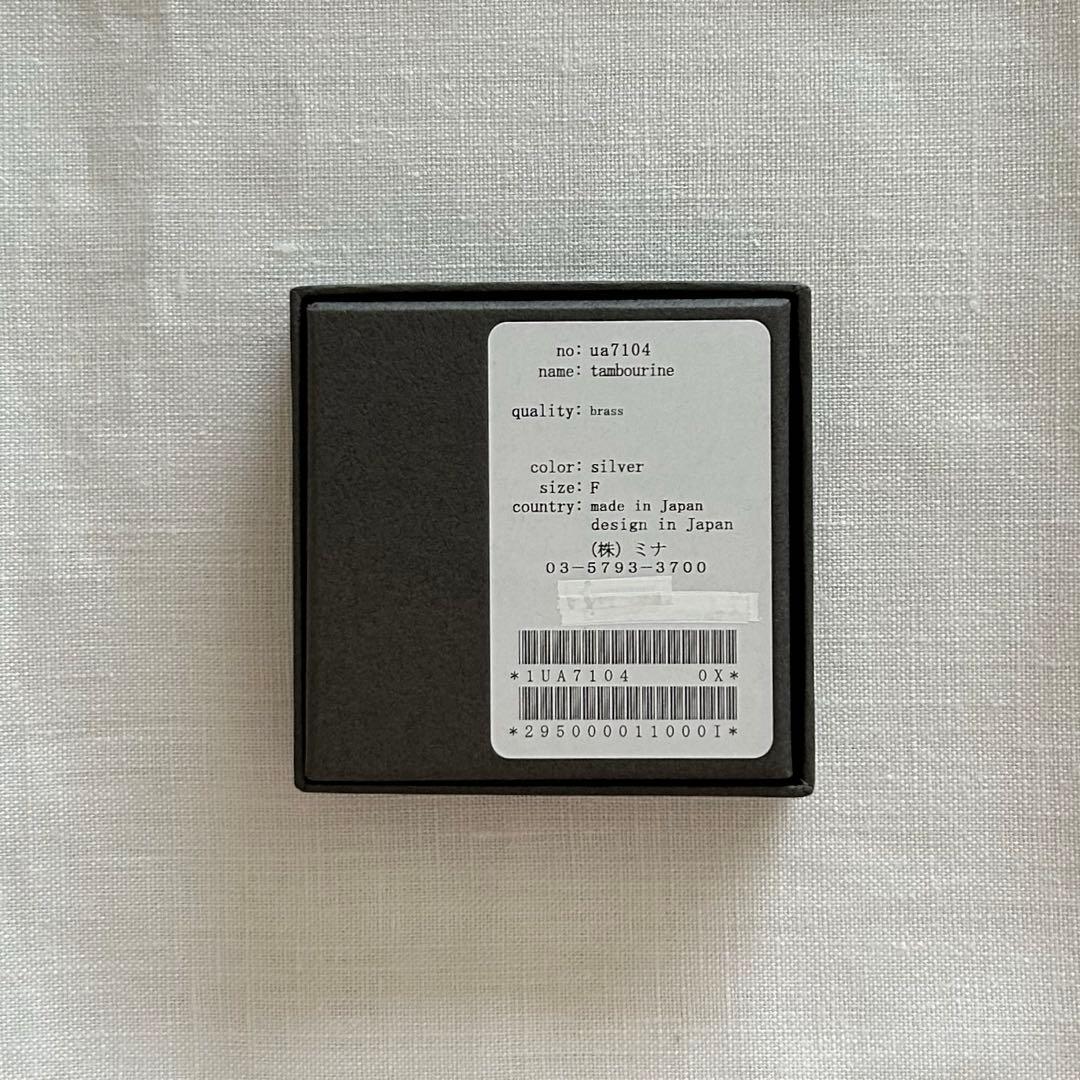 no: ua7104
name: tambourine
quality: brass
color: silver
size: F
country: made in Japan
design in Japan
(株) ミナ
03-5793-3700
*1UA7104 0X*
*295000011000I*